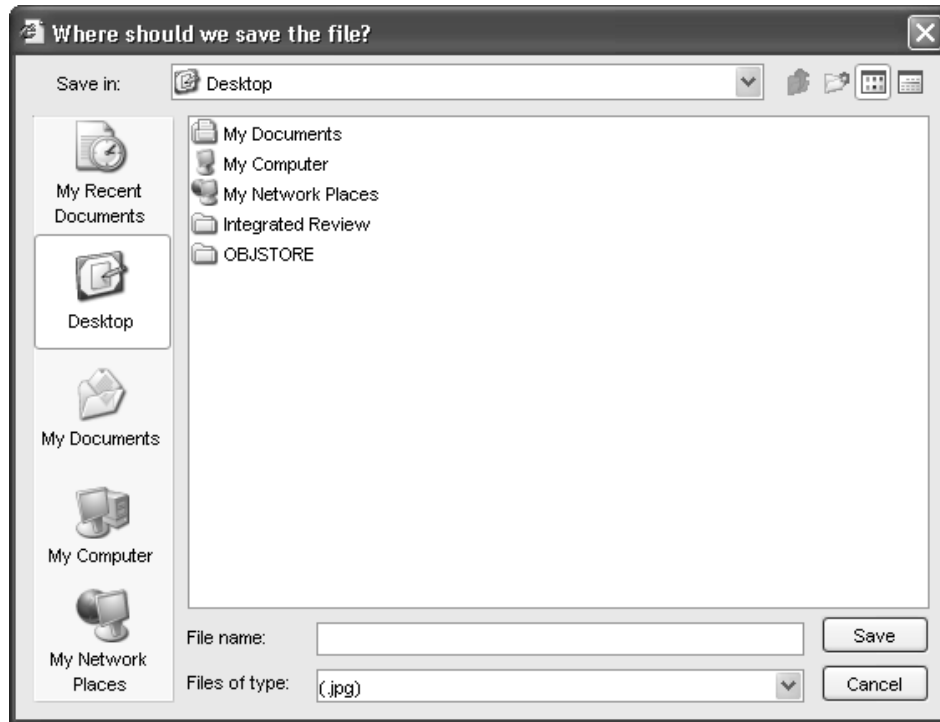 Where should we save the file?
Save in:
Desktop
My Recent
Documents
Desktop
My Documents
My Computer
My Network
Places
My Documents
My Computer
My Network Places
Integrated Review
OBJSTORE
File name:
Save
Files of type:
(.jpg)
Cancel